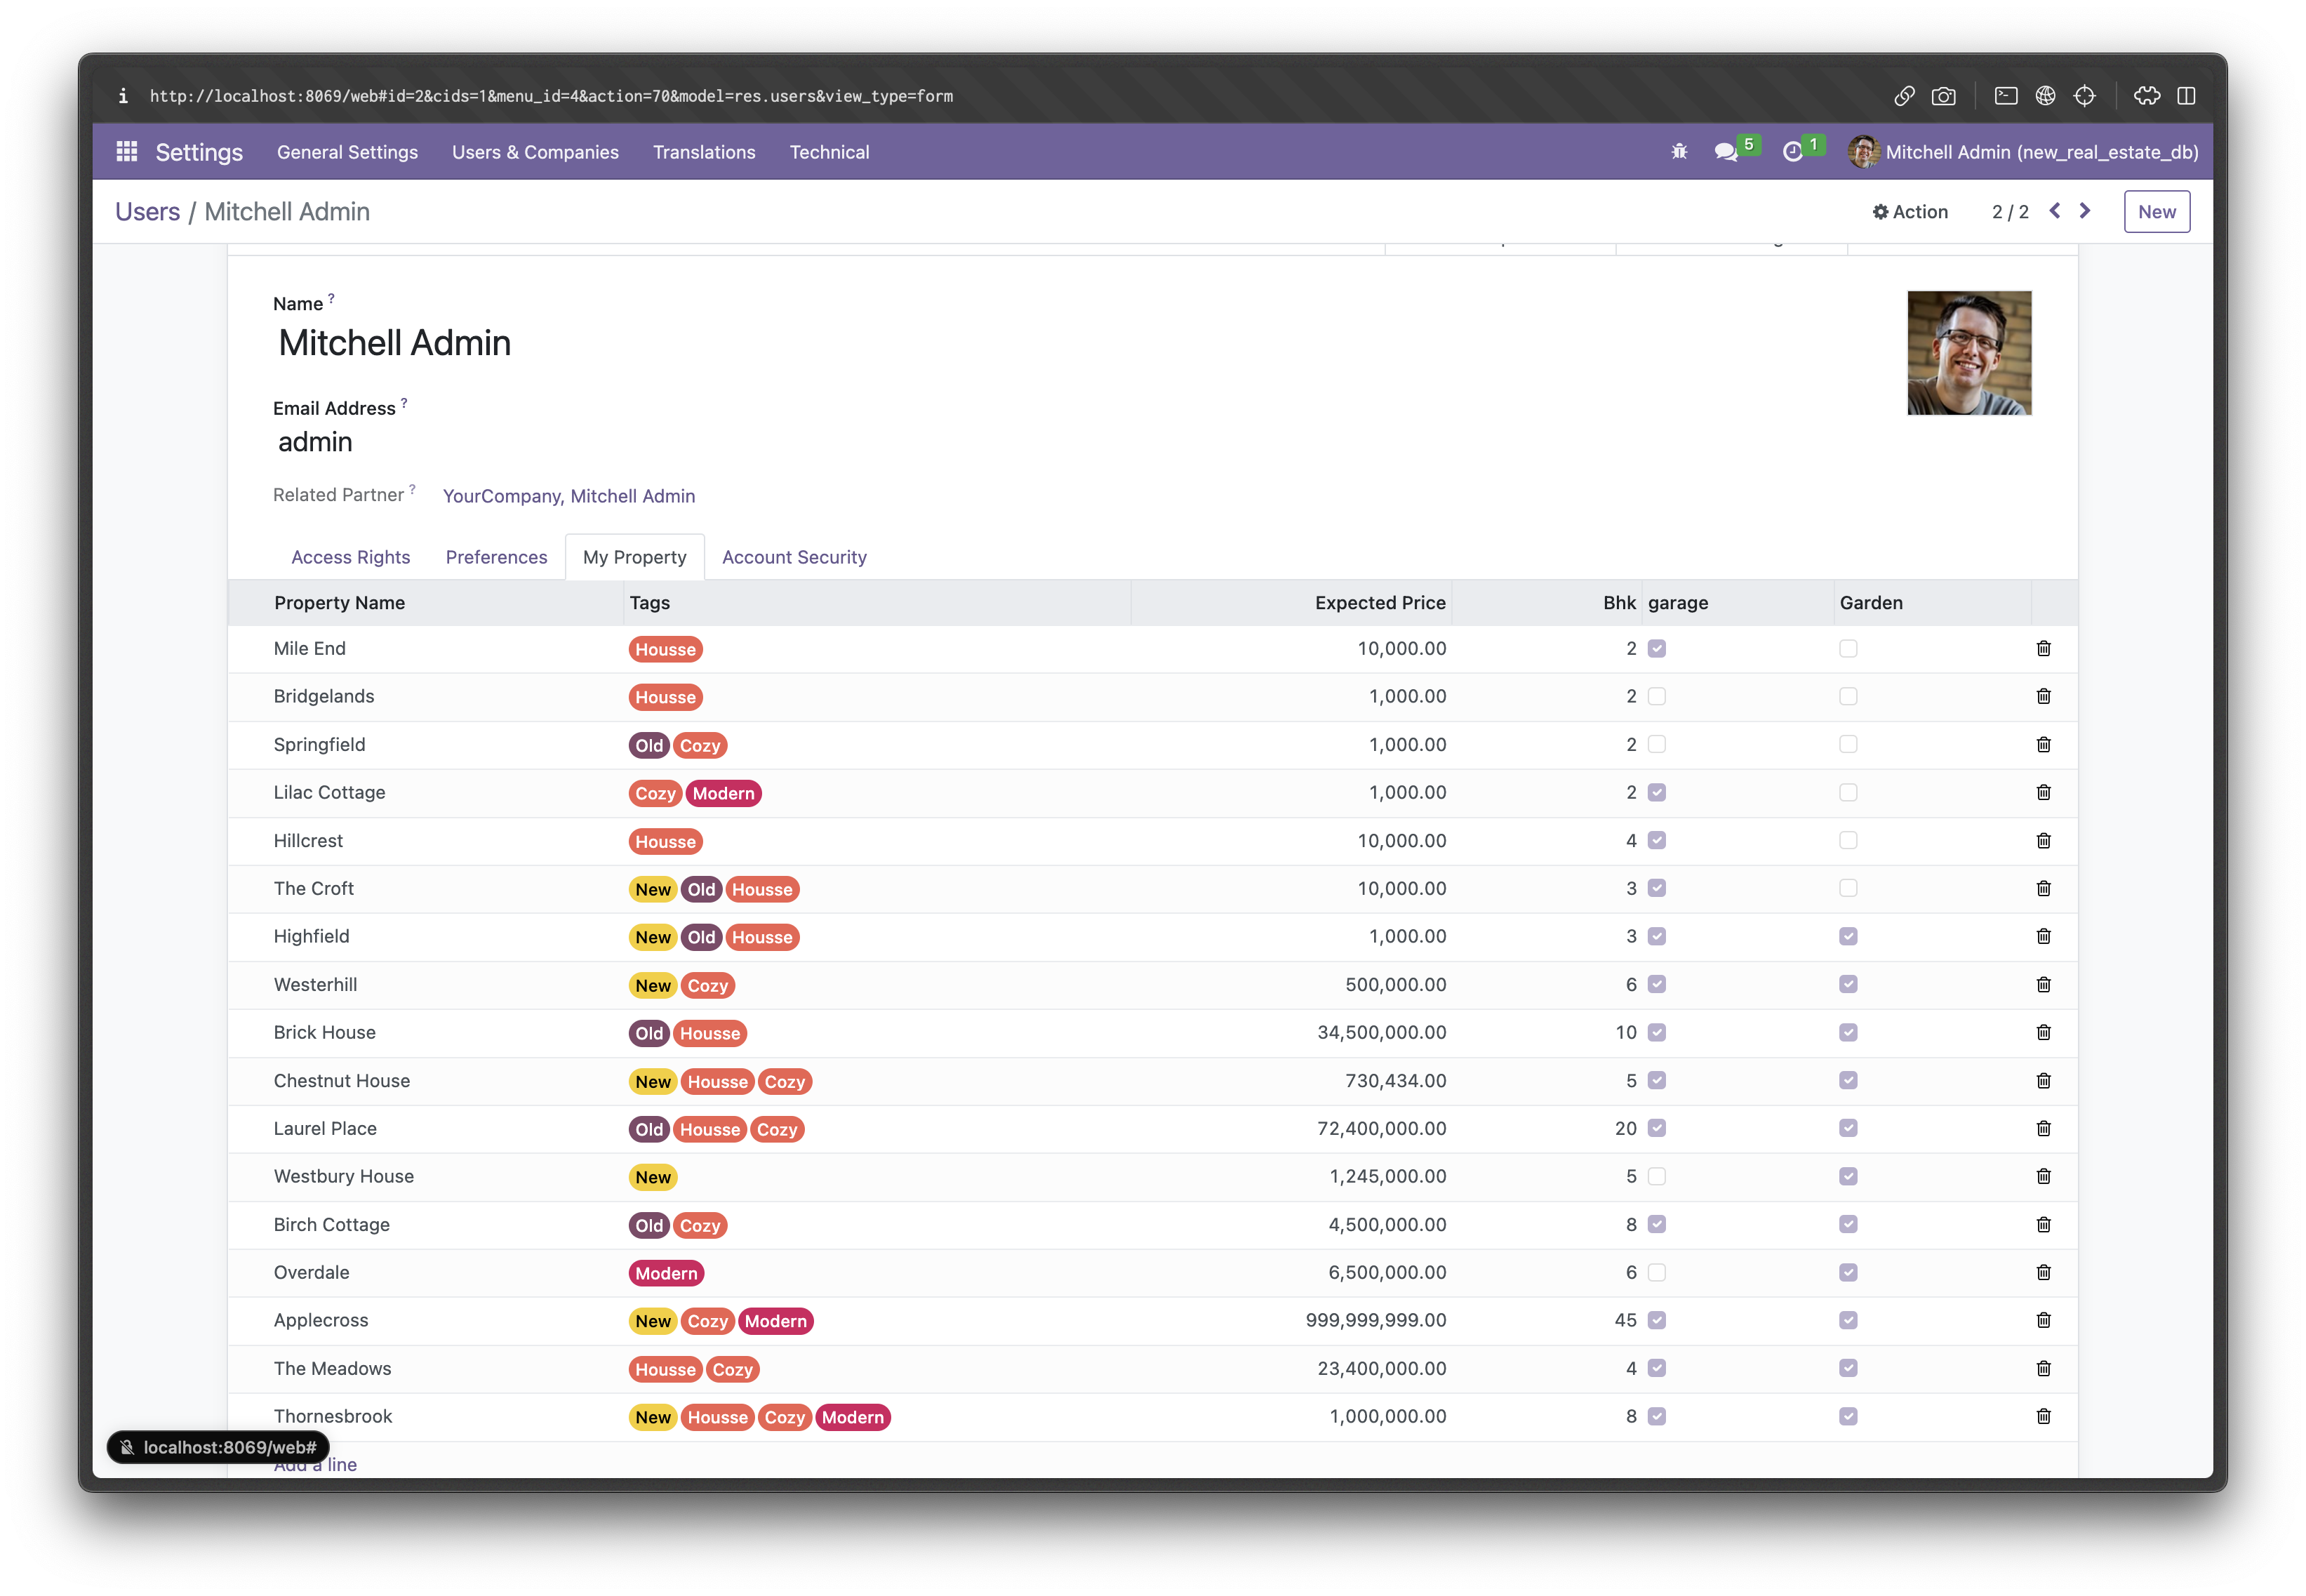 http://localhost:8069/web#id=2&cids=1&menu_id=4&action=70&model=res.users&view_type=form
Settings General Settings Users & Companies Translations Technical 5 1 Mitchell Admin (new_real_estate_db)
Users / Mitchell Admin Action 2 / 2 New
Name ?
Mitchell Admin
Email Address ?
admin
Related Partner ? YourCompany, Mitchell Admin
Access Rights Preferences My Property Account Security
Property Name Tags Expected Price Bhk garage Garden
Mile End Housse 10,000.00 2
Bridgelands Housse 1,000.00 2
Springfield Old Cozy 1,000.00 2
Lilac Cottage Cozy Modern 1,000.00 2
Hillcrest Housse 10,000.00 4
The Croft New Old Housse 10,000.00 3
Highfield New Old Housse 1,000.00 3
Westerhill New Cozy 500,000.00 6
Brick House Old Housse 34,500,000.00 10
Chestnut House New Housse Cozy 730,434.00 5
Laurel Place Old Housse Cozy 72,400,000.00 20
Westbury House New 1,245,000.00 5
Birch Cottage Old Cozy 4,500,000.00 8
Overdale Modern 6,500,000.00 6
Applecross New Cozy Modern 999,999,999.00 45
The Meadows Housse Cozy 23,400,000.00 4
Thornesbrook New Housse Cozy Modern 1,000,000.00 8
localhost:8069/web#
Add a line